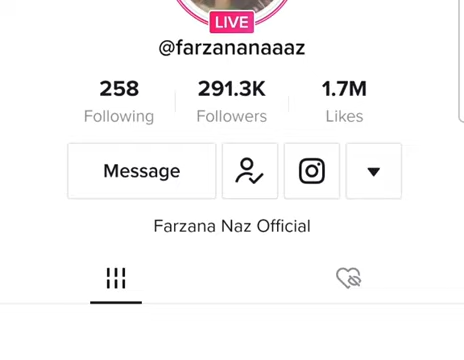 LIVE
@farzananaaaz
258 291.3K 1.7M
Following Followers Likes
Message
Farzana Naz Official